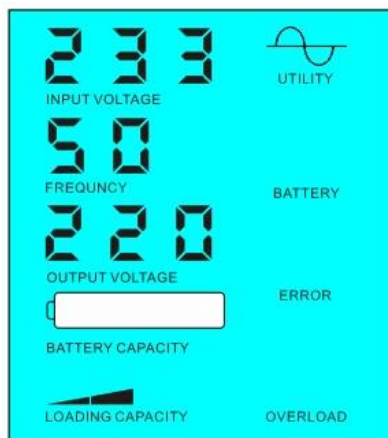 233
UTILITY
INPUT VOLTAGE
50
FREQUNCY
BATTERY
220
OUTPUT VOLTAGE
ERROR
BATTERY CAPACITY
LOADING CAPACITY
OVERLOAD